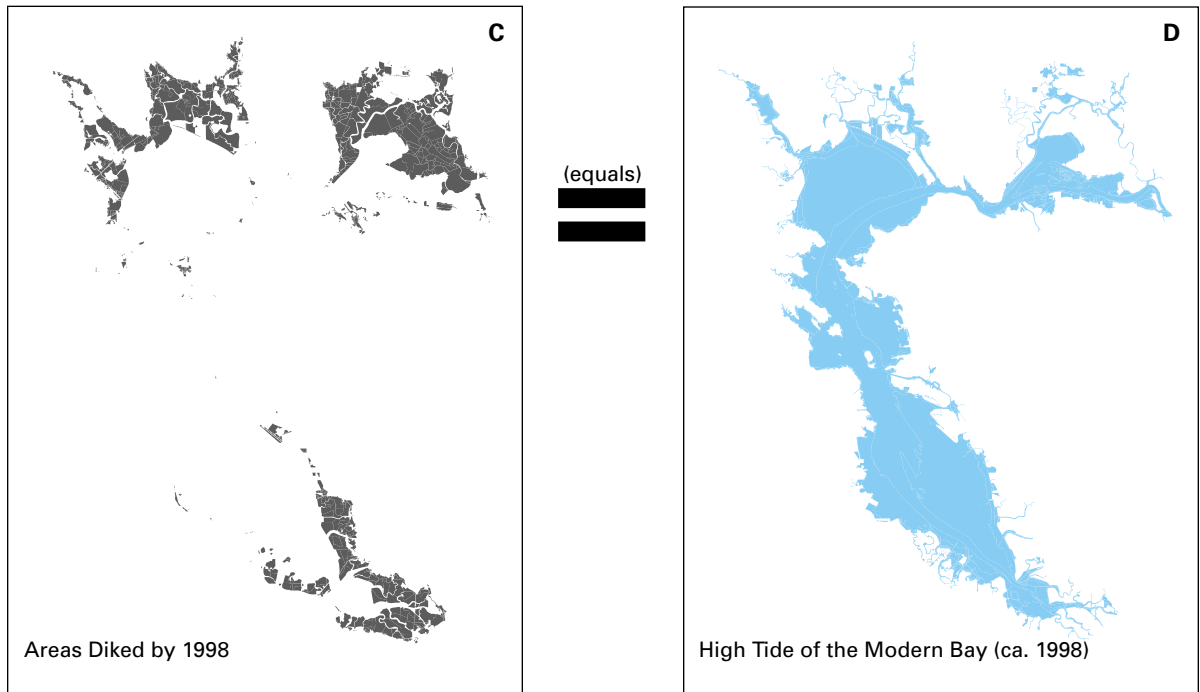 C
Areas Diked by 1998
(equals)
D
High Tide of the Modern Bay (ca. 1998)